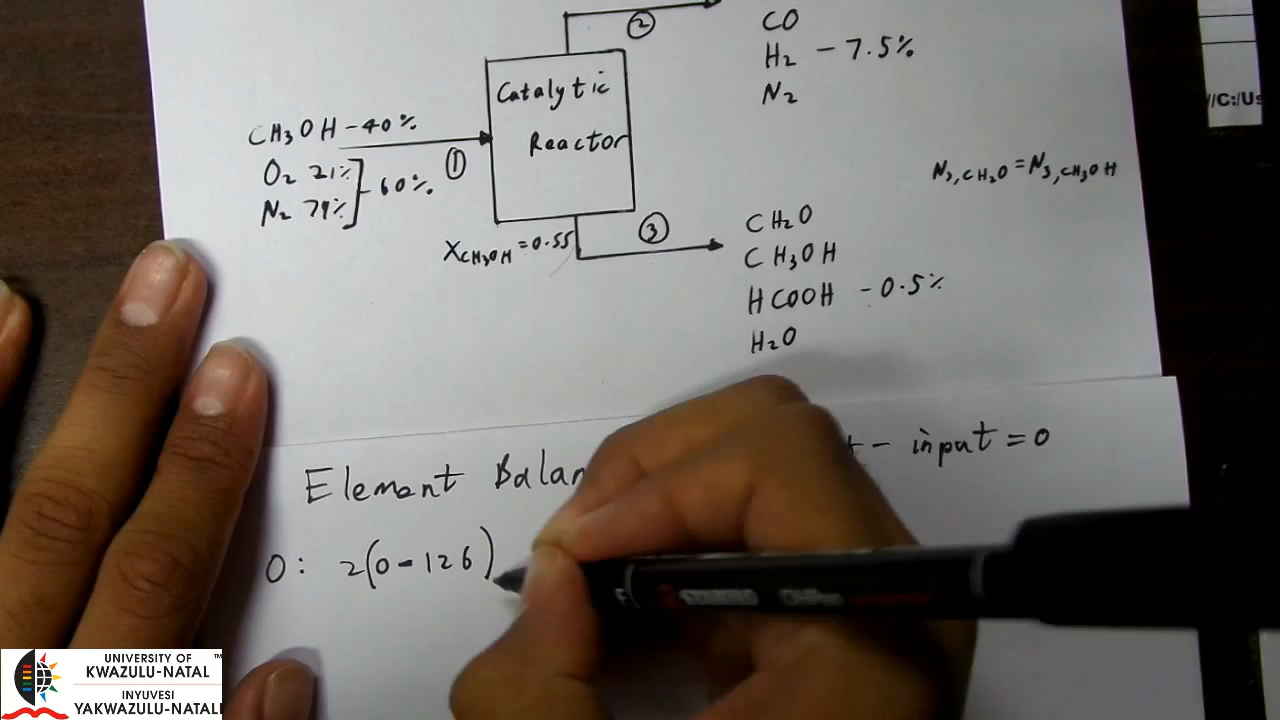 CO
H2 - 7.5%
N2
②
Catalytic
Reactor
CH3OH - 40%
O2 21%
N2 79%
- 60%
①
XCH3OH = 0.55
③
CH2O
CH3OH
HCOOH - 0.5%
H2O
N3,CH2O = N3,CH3OH
//C:/Us
Element Balan
- input = 0
O: 2(0-126)
UNIVERSITY OF
KWAZULU-NATAL
TM
INYUVESI
YAKWAZULU-NATALI